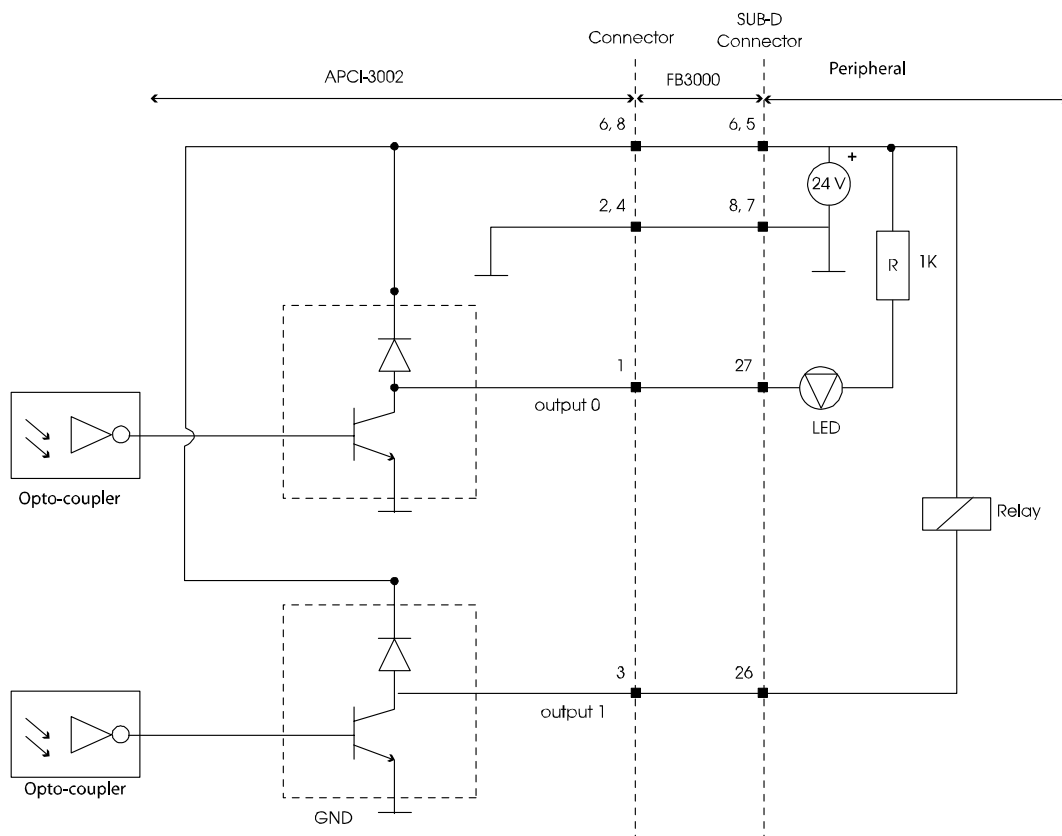 SUB-D
Connector
Connector
Peripheral
APCI-3002
FB3000
6, 8
6, 5
+
24 V
2, 4
8, 7
R
1K
1
27
output 0
LED
Opto-coupler
Relay
3
26
output 1
Opto-coupler
GND